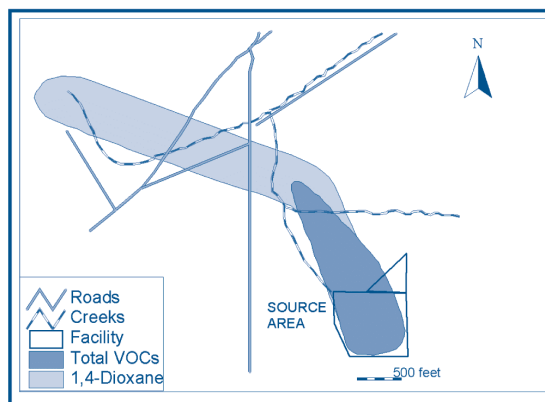 N
SOURCE
AREA
Roads
Creeks
Facility
Total VOCs
1,4-Dioxane
500 feet